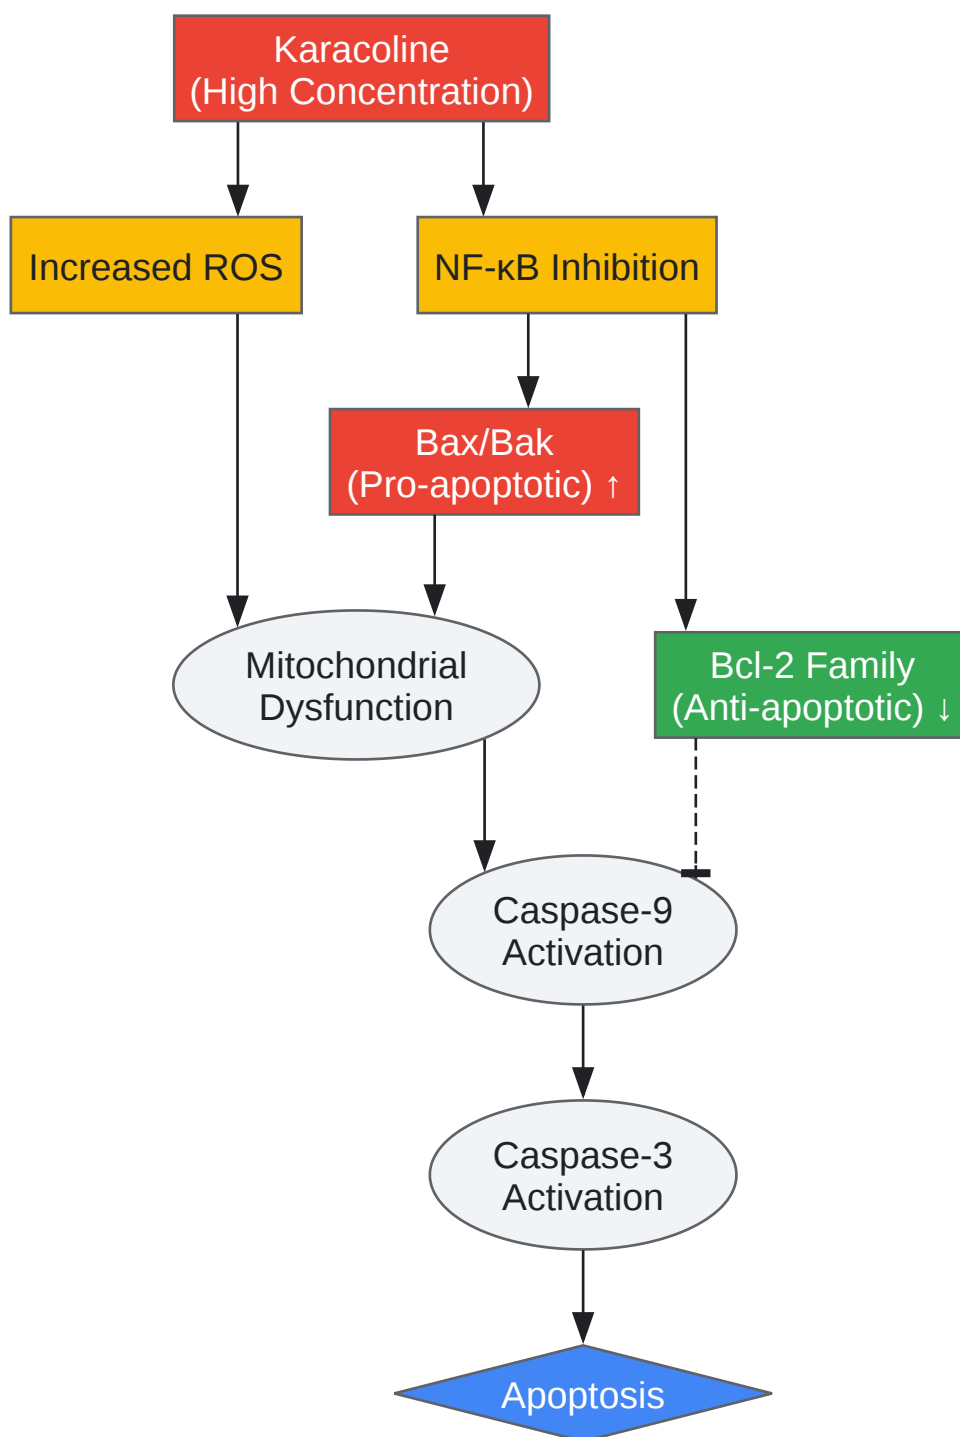 Karacoline
(High Concentration)
Increased ROS
NF-κB Inhibition
Bax/Bak
(Pro-apoptotic) ↑
Mitochondrial
Dysfunction
Bcl-2 Family
(Anti-apoptotic) ↓
Caspase-9
Activation
Caspase-3
Activation
Apoptosis